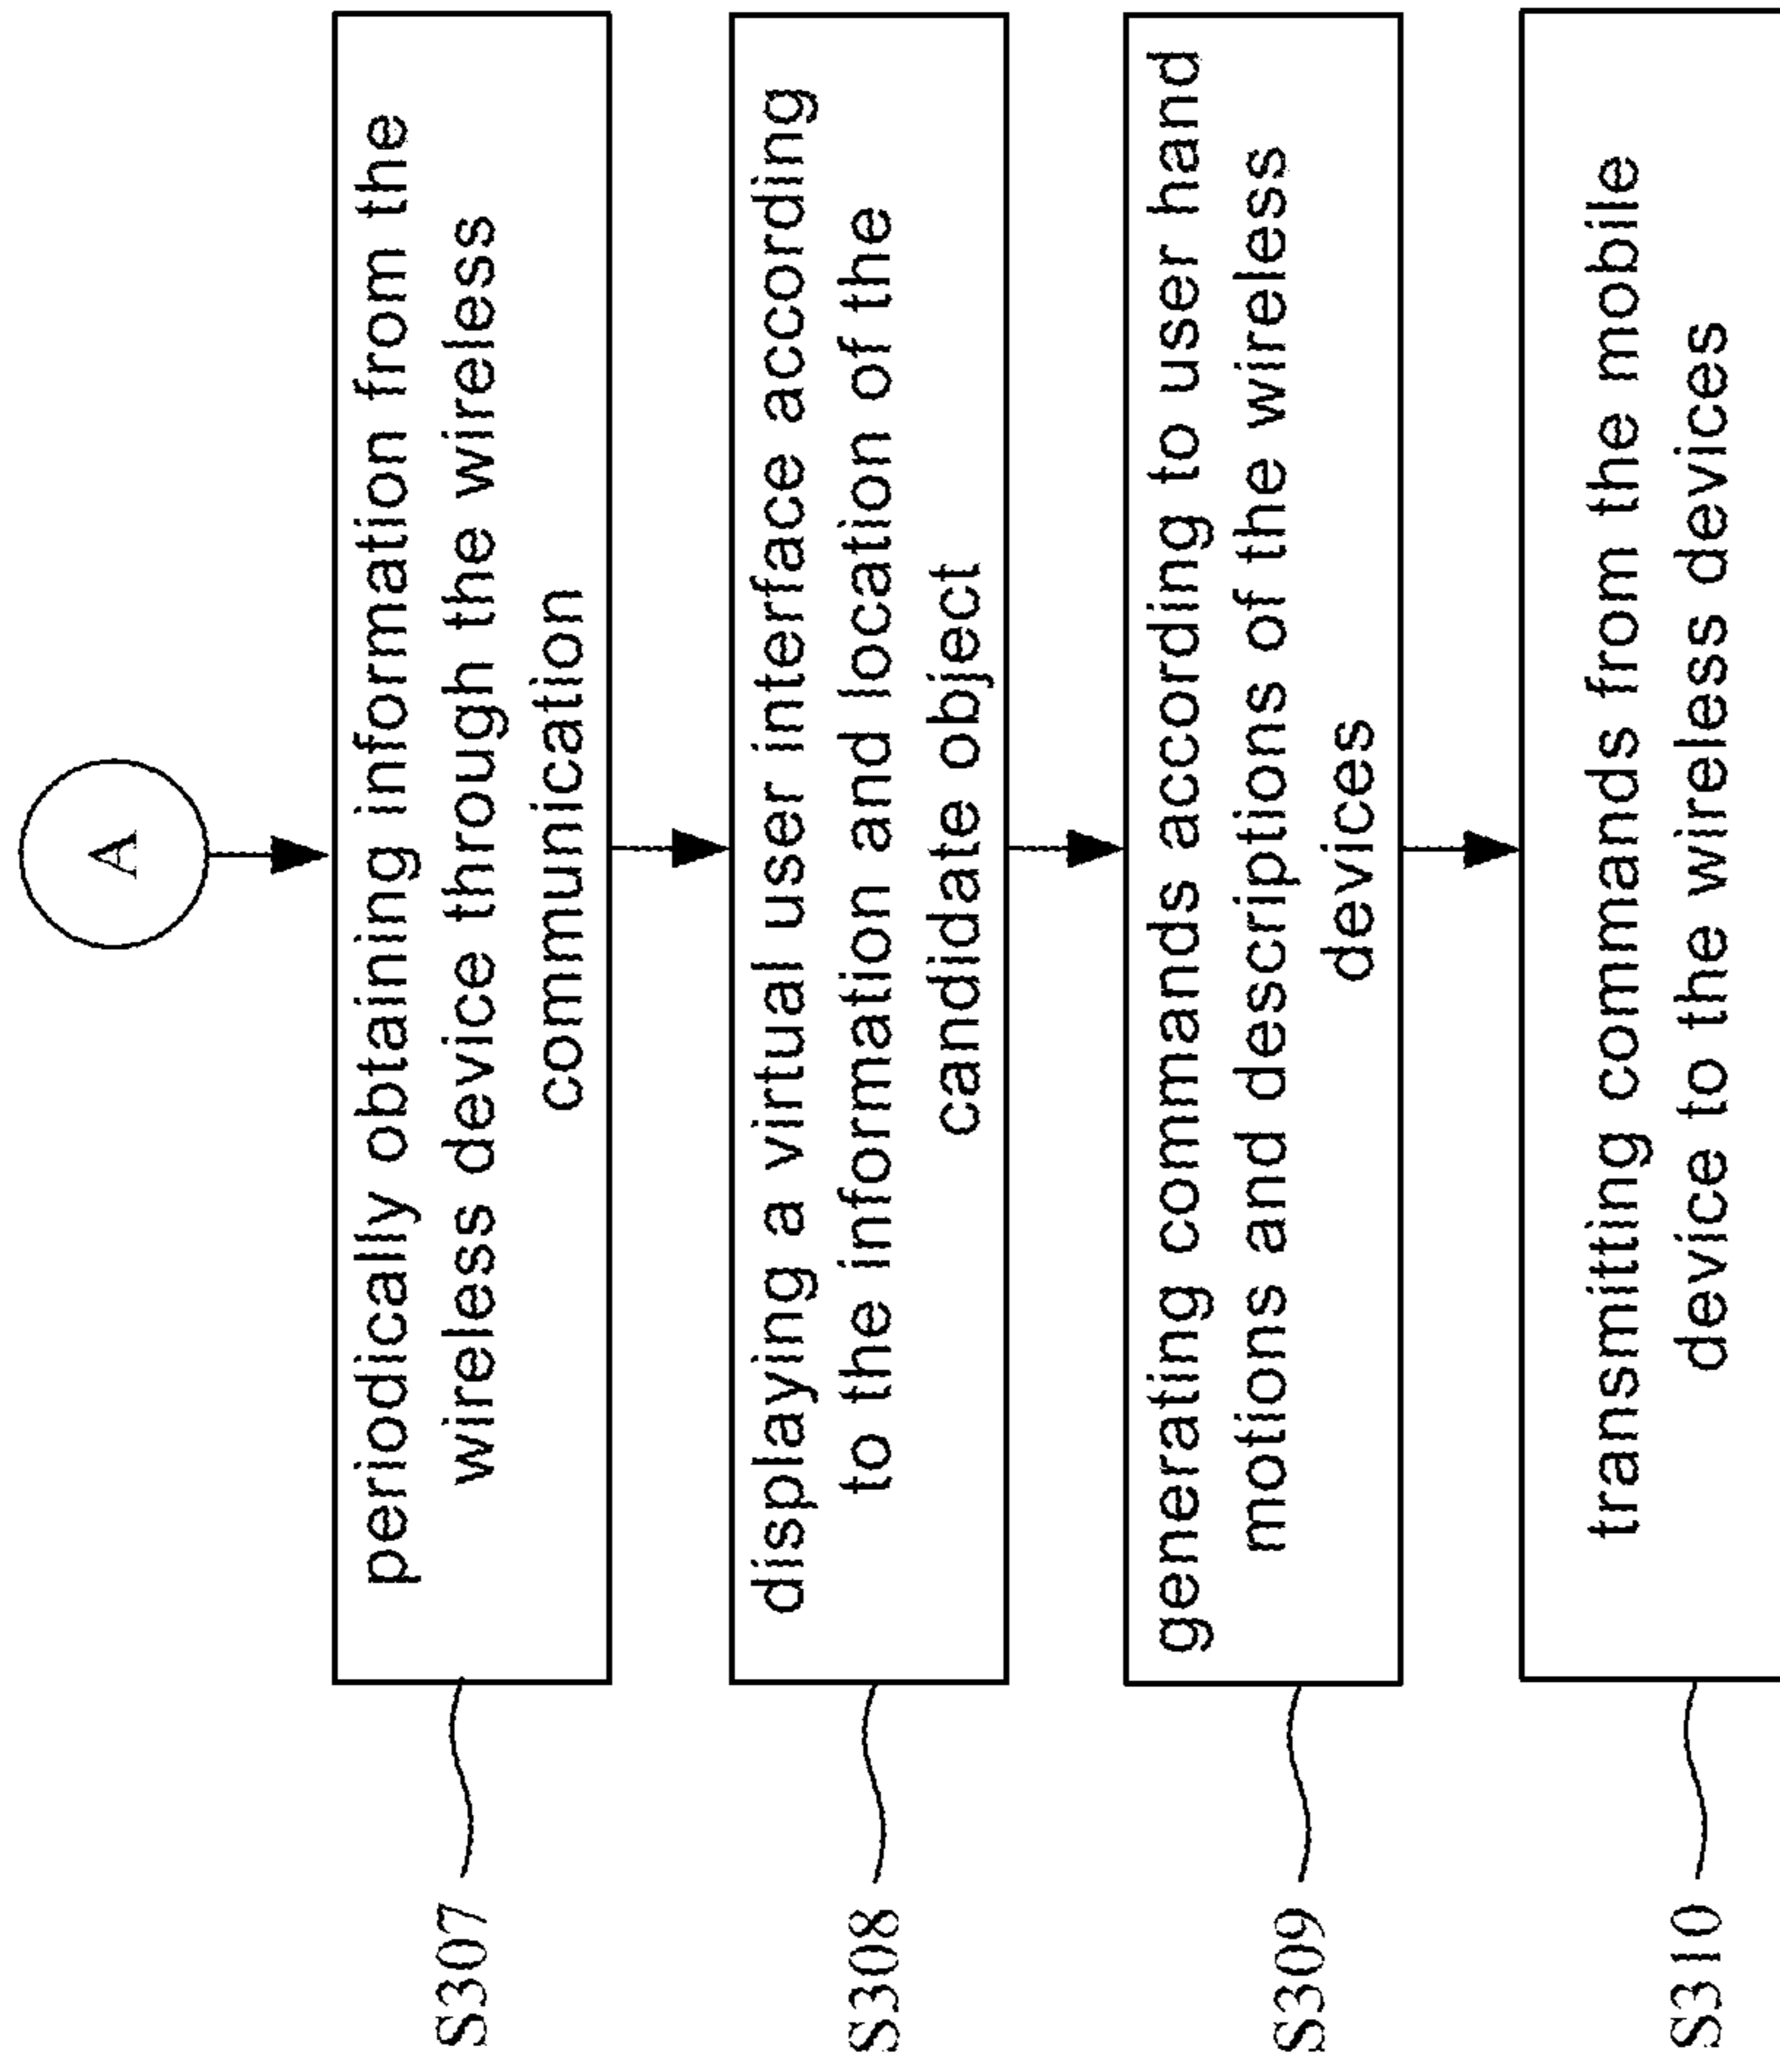 A
S307
periodically obtaining information from the
wireless device through the wireless
communication
S308
displaying a virtual user interface according
to the information and location of the
candidate object
S309
generating commands according to user hand
motions and descriptions of the wireless
devices
S310
transmitting commands from the mobile
device to the wireless devices